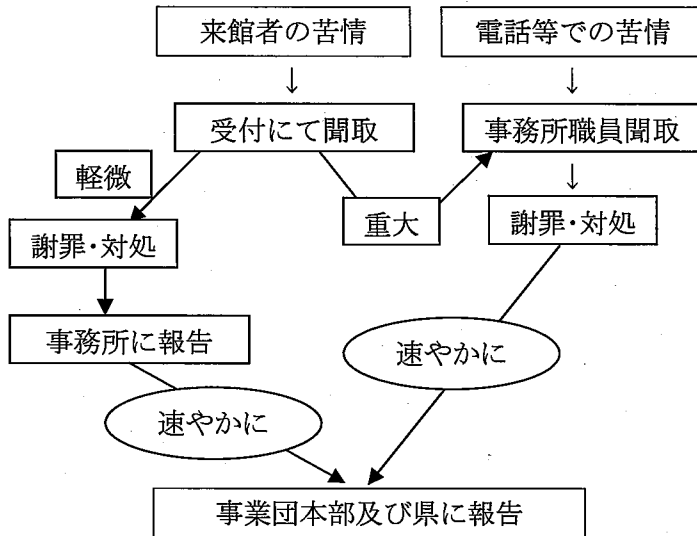 来館者の苦情
電話等での苦情
↓
↓
受付にて聞取
事務所職員聞取
軽微
↓
重大
謝罪・対処
謝罪・対処
事務所に報告
速やかに
速やかに
事業団本部及び県に報告